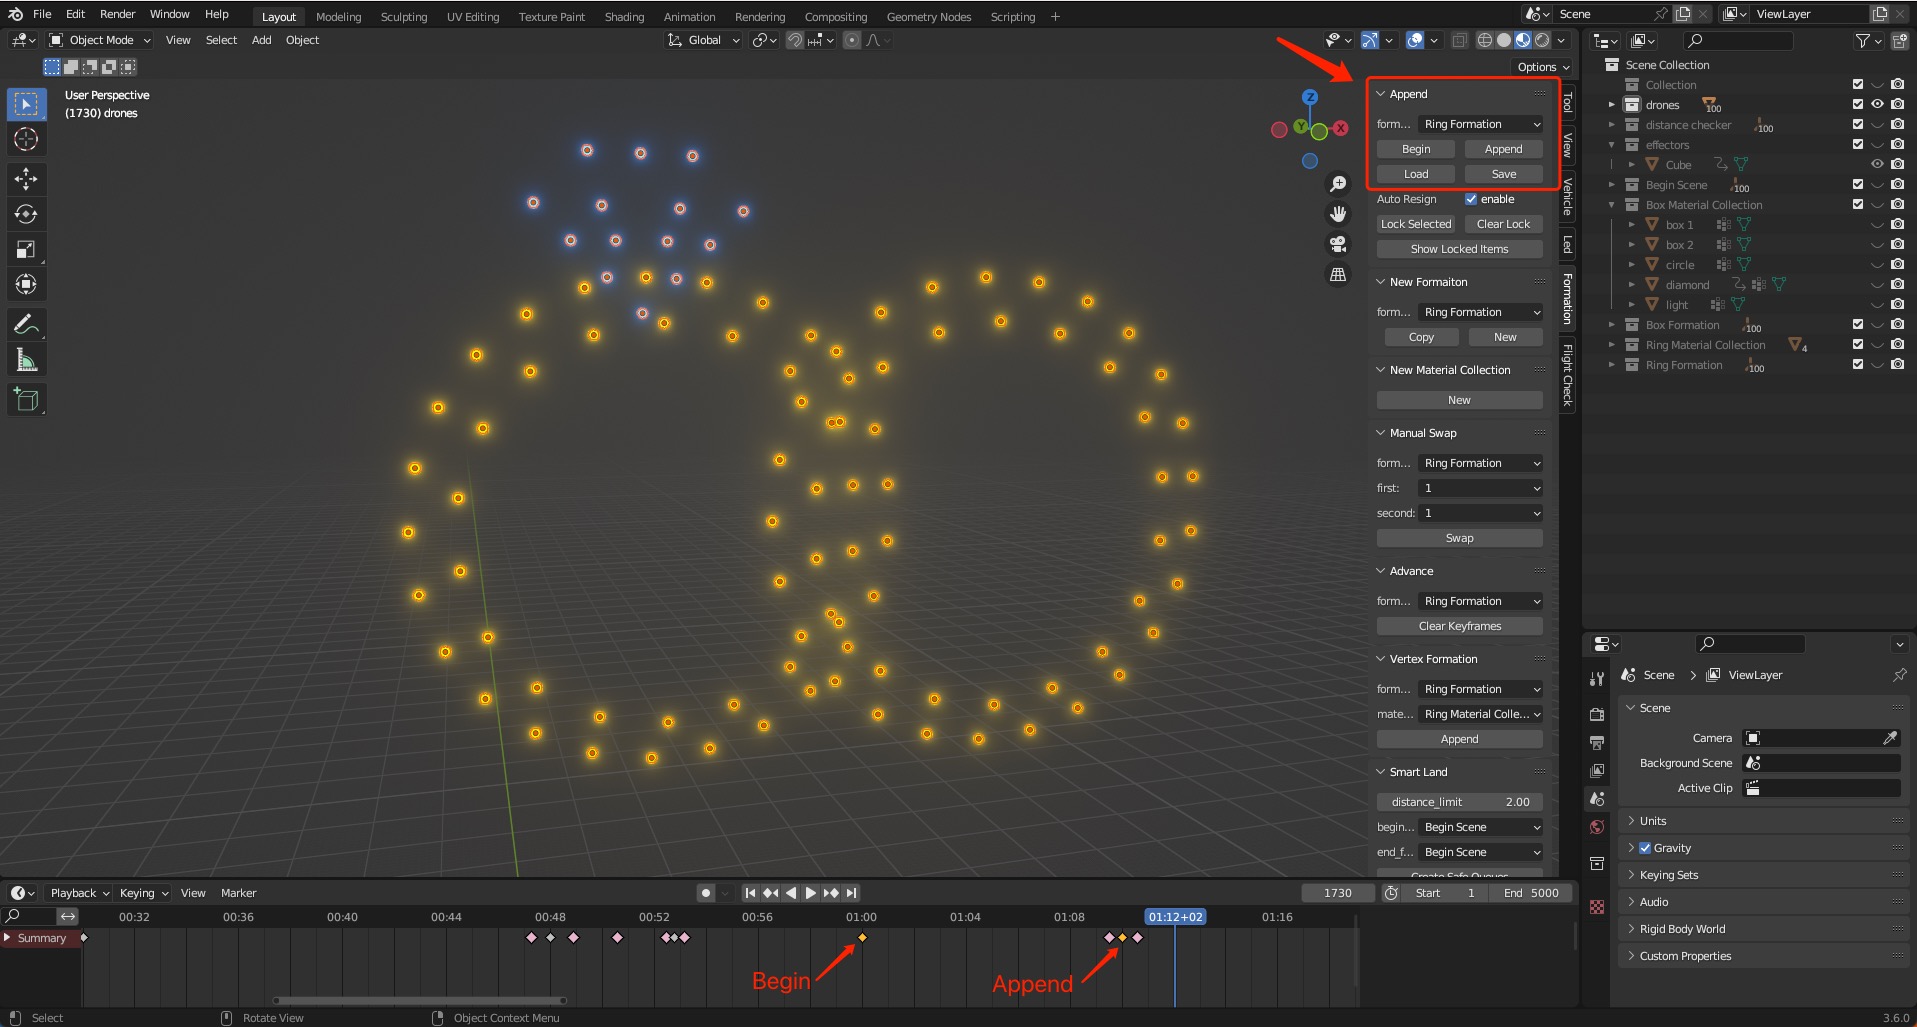 File Edit Render Window Help Layout Modeling Sculpting UV Editing Texture Paint Shading Animation Rendering Compositing Geometry Nodes Scripting + Scene ViewLayer
Object Mode View Select Add Object Global
Options
User Perspective
(1730) drones
Z
Y
X
Append
form... Ring Formation
Begin Append
Load Save
Auto Resign enable
Lock Selected Clear Lock
Show Locked Items
New Formaiton
form... Ring Formation
Copy New
New Material Collection
New
Manual Swap
form... Ring Formation
first: 1
second: 1
Swap
Advance
form... Ring Formation
Clear Keyframes
Vertex Formation
form... Ring Formation
mate... Ring Material Colle...
Append
Smart Land
distance_limit 2.00
begin... Begin Scene
end_f... Begin Scene
Create Safe Queues
Tool
View
Vehicle
Led
Formation
Flight Check
Scene Collection
Collection
drones 100
distance checker 100
effectors
Cube
Begin Scene 100
Box Material Collection
box 1
box 2
circle
diamond
light
Box Formation 100
Ring Material Collection 4
Ring Formation 100
Scene ViewLayer
Scene
Camera
Background Scene
Active Clip
Units
Gravity
Keying Sets
Audio
Rigid Body World
Custom Properties
Playback Keying View Marker 1730 Start 1 End 5000
00:32 00:36 00:40 00:44 00:48 00:52 00:56 01:00 01:04 01:08 01:12+02 01:16
Summary
Begin Append
Select Rotate View Object Context Menu 3.6.0